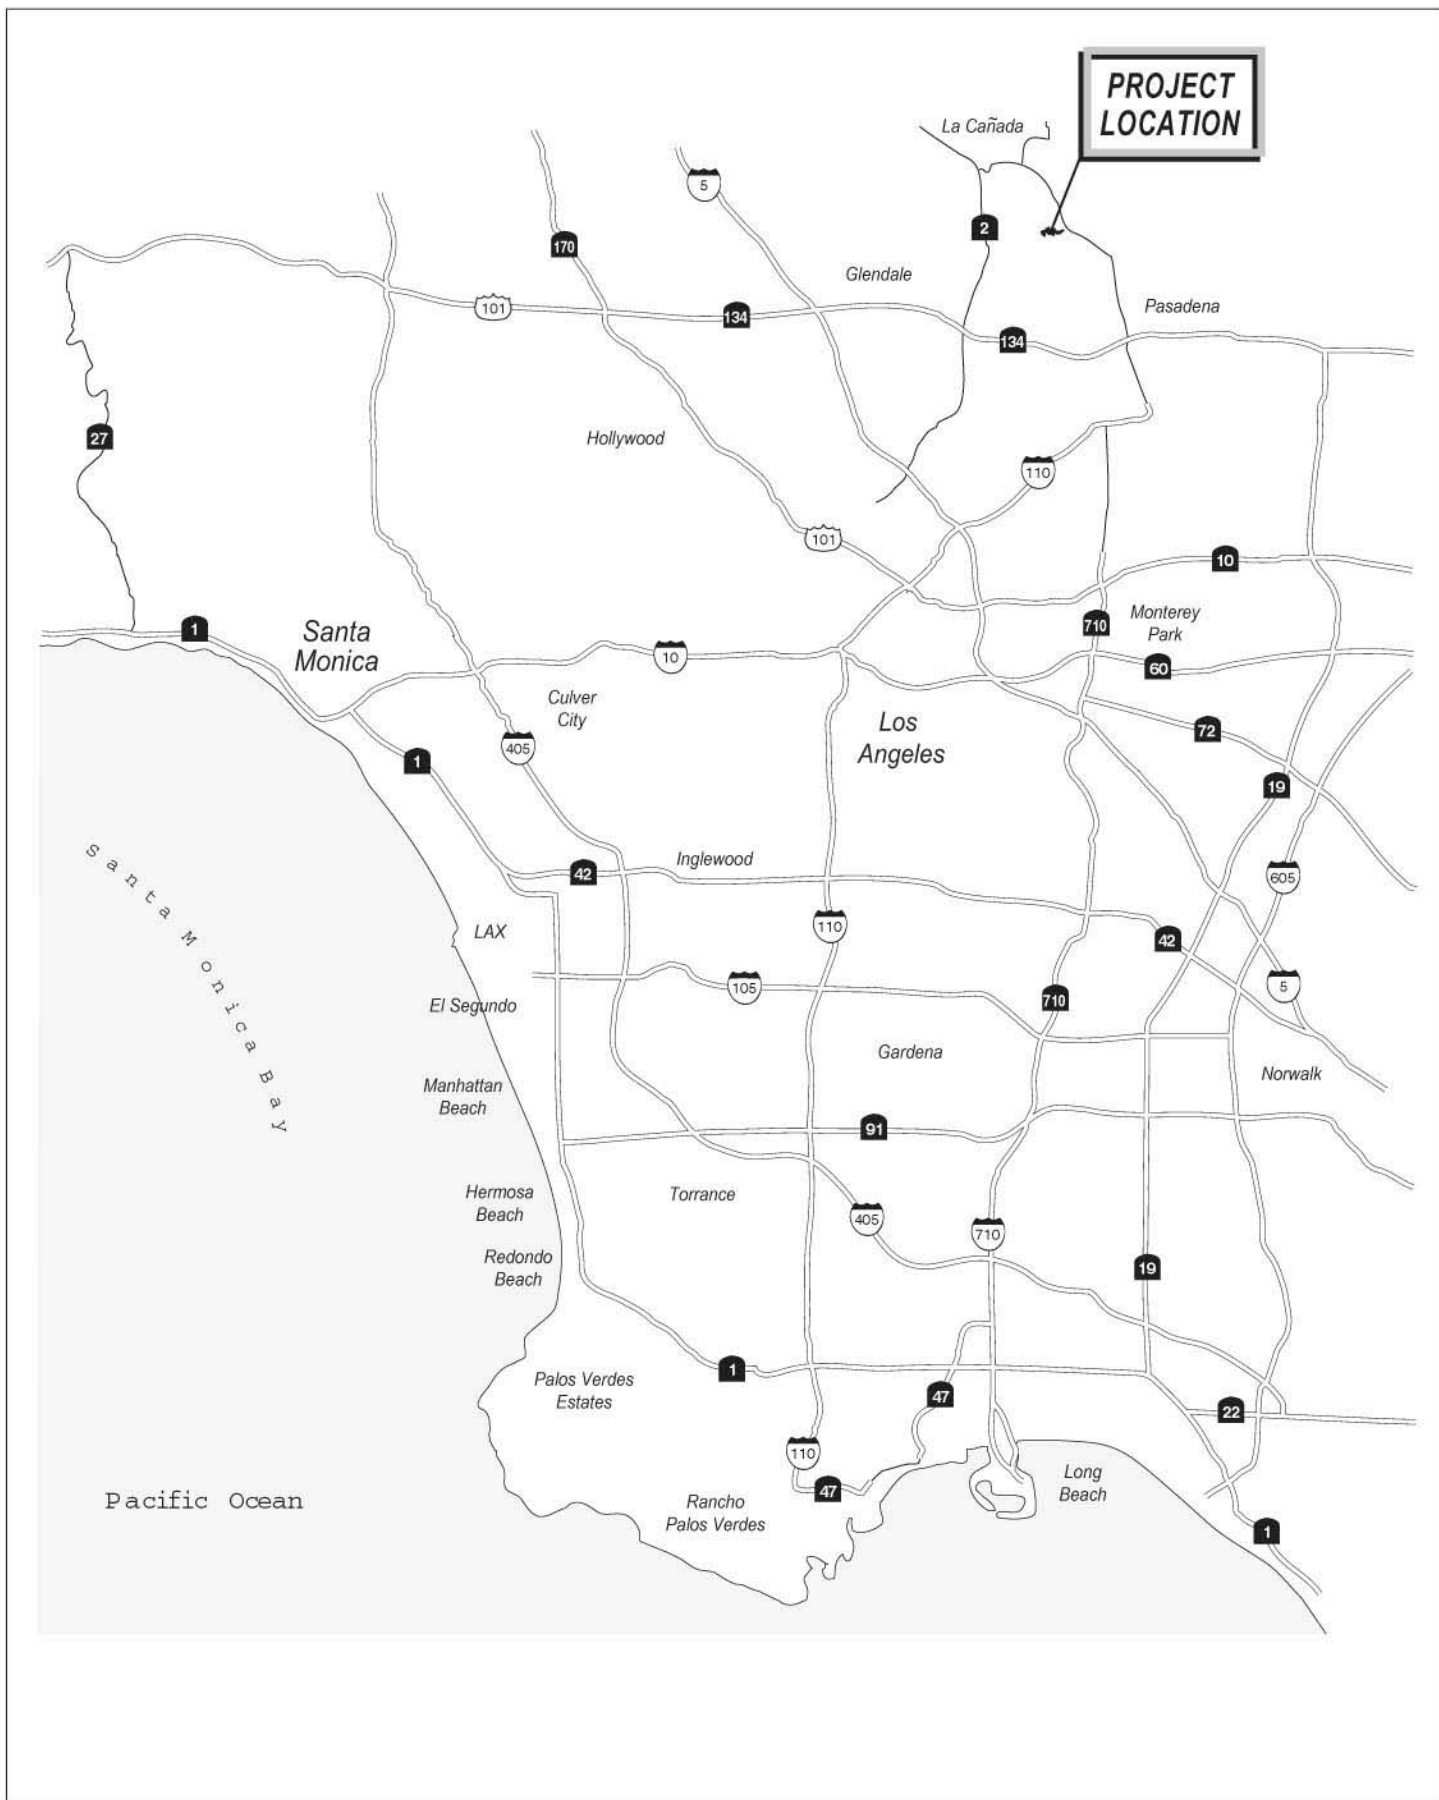 PROJECT
LOCATION
La Cañada
5
2
170
Glendale
101
134
Pasadena
134
27
Hollywood
110
101
10
1
Santa
Monica
10
710
Monterey
Park
60
Culver
City
405
1
Los
Angeles
72
19
42
Inglewood
605
Santa Monica Bay
LAX
110
42
105
710
5
El Segundo
Gardena
Norwalk
Manhattan
Beach
91
Hermosa
Beach
Torrance
405
710
Redondo
Beach
19
1
Palos Verdes
Estates
47
22
110
47
Long
Beach
Pacific Ocean
Rancho
Palos Verdes
1